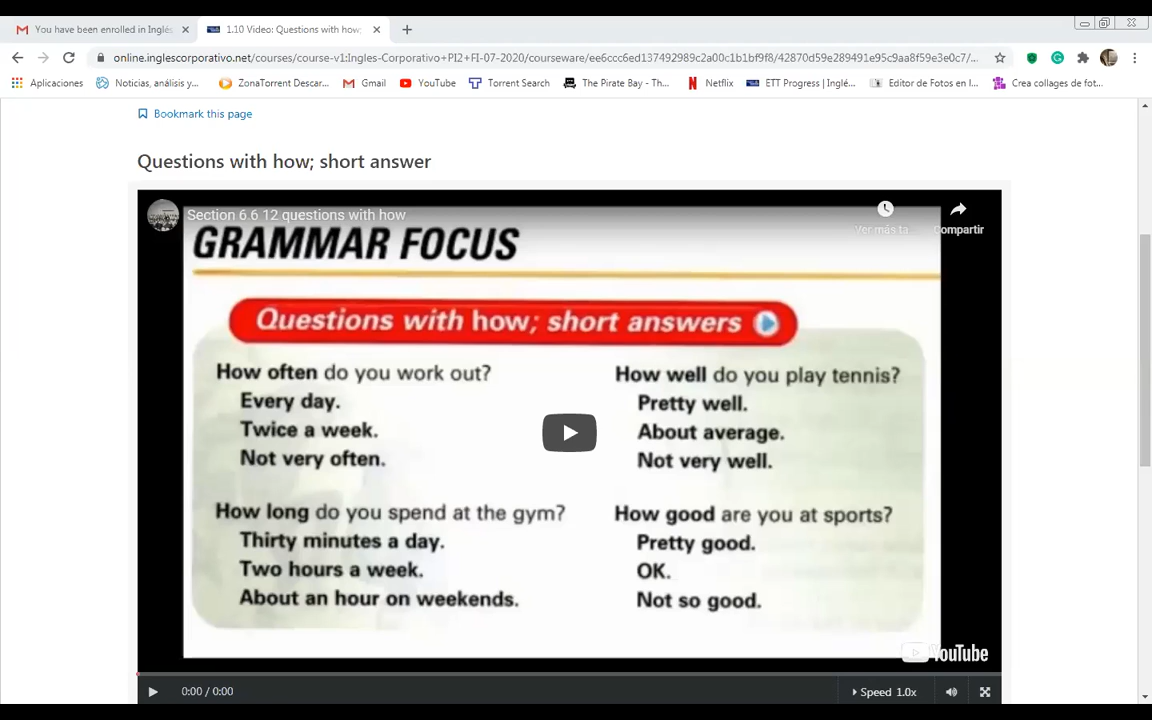 You have been enrolled in Inglés
1.10 Video: Questions with how;
online.inglescorporativo.net/courses/course-v1:Ingles-Corporativo+PI2+FI-07-2020/courseware/ee6ccc6ed137492989c2a00c1b1bf9f8/42870d59e289491e95c9aa8f59e3e0c7/...
Aplicaciones
Noticias, análisis y...
ZonaTorrent Descar...
Gmail
YouTube
Torrent Search
The Pirate Bay - Th...
Netflix
ETT Progress | Inglé...
Editor de Fotos en l...
Crea collages de fot...
Bookmark this page
Questions with how; short answer
Section 6.6 12 questions with how
Ver más ta...
Compartir
GRAMMAR FOCUS
Questions with how; short answers
How often do you work out?
Every day.
Twice a week.
Not very often.
How long do you spend at the gym?
Thirty minutes a day.
Two hours a week.
About an hour on weekends.
How well do you play tennis?
Pretty well.
About average.
Not very well.
How good are you at sports?
Pretty good.
OK.
Not so good.
YouTube
0:00 / 0:00
Speed 1.0x